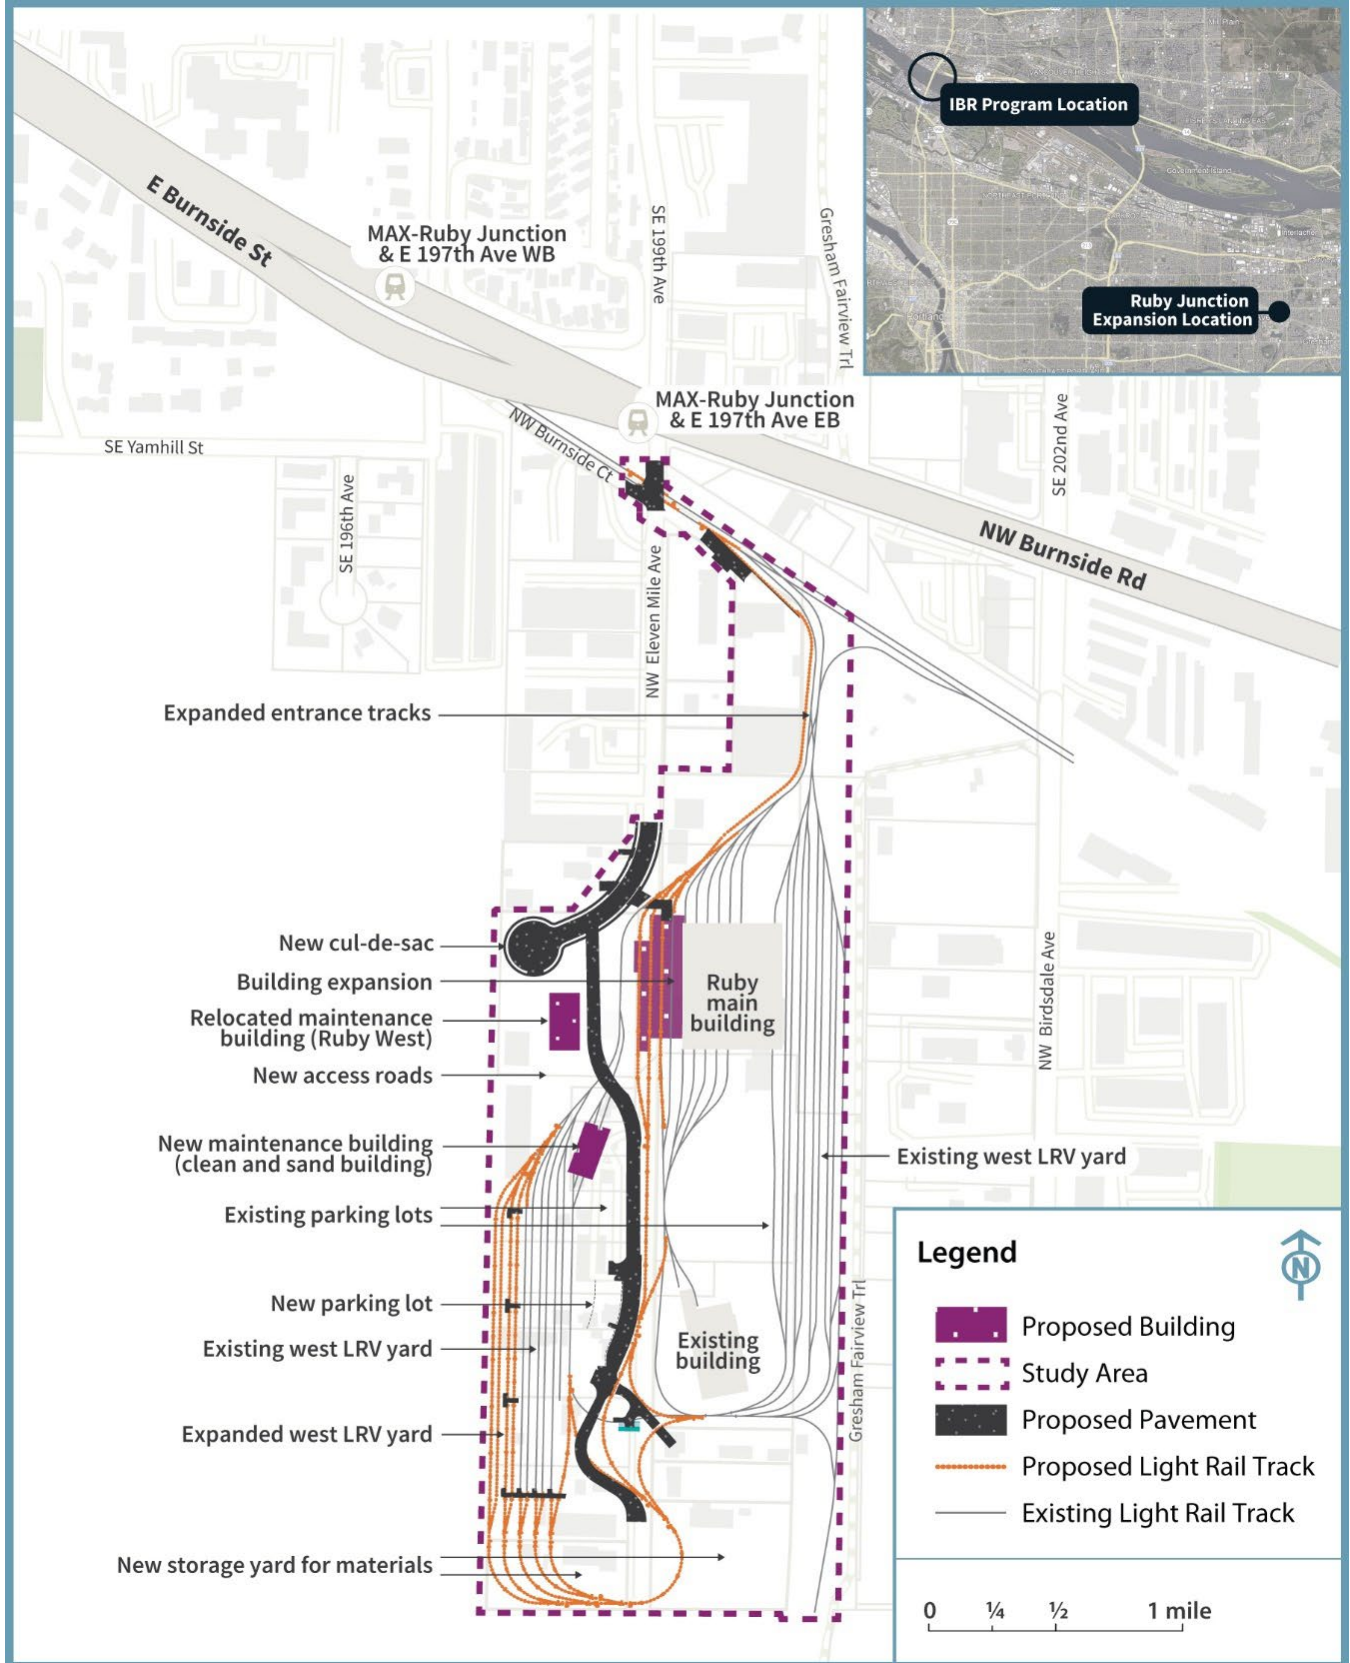 Mill Plain
IBR Program Location
Government Island
Interlachen
Portland
Ruby Junction
Expansion Location
E Burnside St
MAX-Ruby Junction
& E 197th Ave WB
SE 199th Ave
Gresham Fairview Trl
MAX-Ruby Junction
& E 197th Ave EB
SE Yamhill St
NW Burnside Ct
SE 196th Ave
SE 202nd Ave
NW Burnside Rd
NW Eleven Mile Ave
Expanded entrance tracks
New cul-de-sac
Building expansion
Ruby
main
building
Relocated maintenance
building (Ruby West)
New access roads
NW Birdsdale Ave
New maintenance building
(clean and sand building)
Existing west LRV yard
Existing parking lots
New parking lot
Existing west LRV yard
Existing
building
Gresham Fairview Trl
Expanded west LRV yard
New storage yard for materials
Legend
N
Proposed Building
Study Area
Proposed Pavement
Proposed Light Rail Track
Existing Light Rail Track
0 ¼ ½ 1 mile